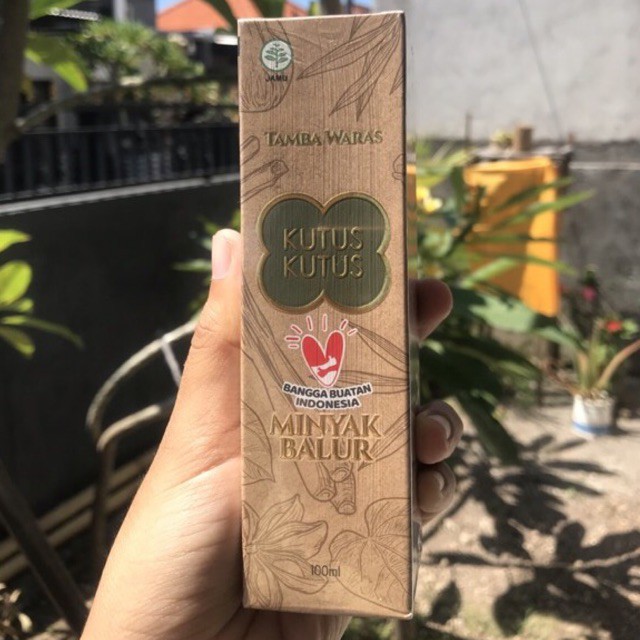 JAMU
TAMBA WARAS
KUTUS
KUTUS
BANGGA BUATAN
INDONESIA
MINYAK
BALUR
100ml